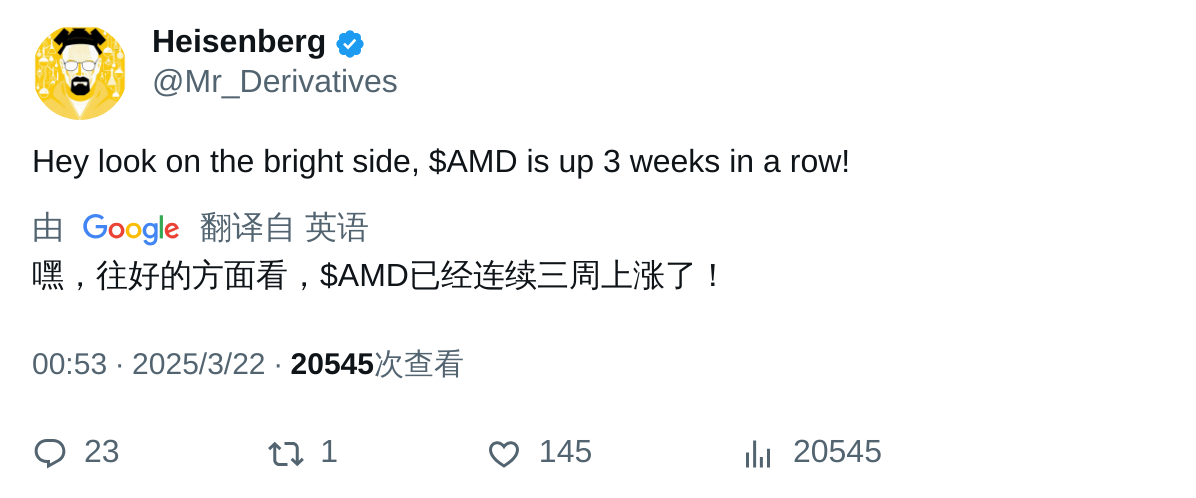 Heisenberg
@Mr_Derivatives
Hey look on the bright side, $AMD is up 3 weeks in a row!
由 Google 翻译自 英语
嘿，往好的方面看，$AMD已经连续三周上涨了！
00:53 · 2025/3/22 · 20545次查看
23 1 145 20545